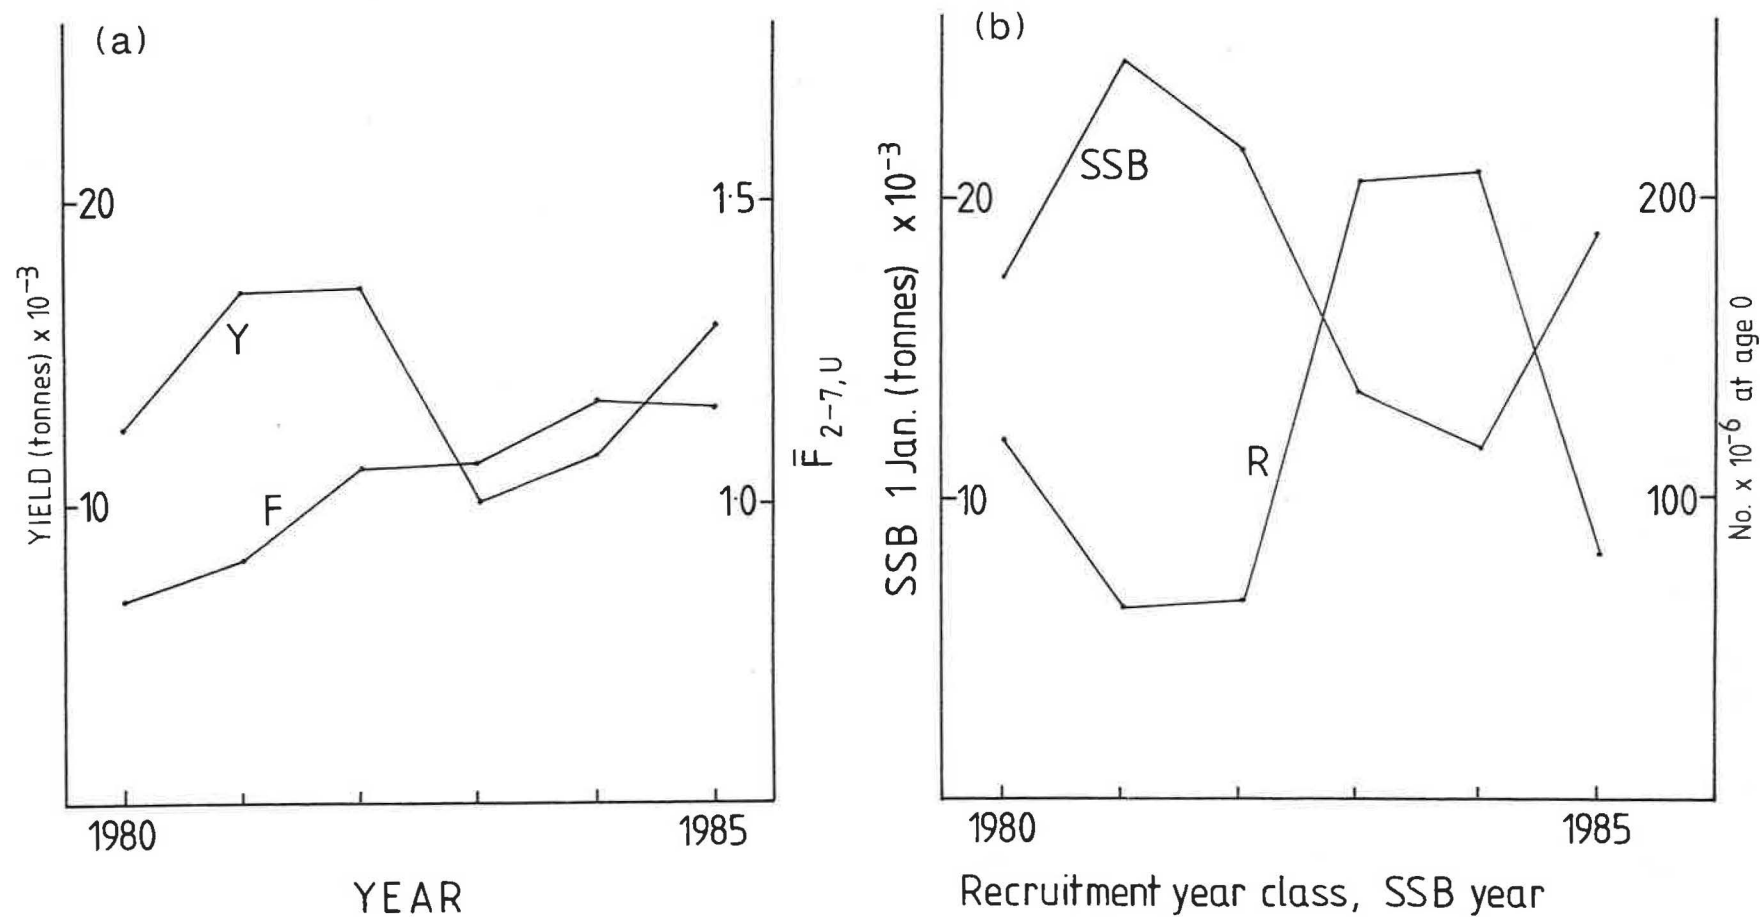 (a)
YIELD (tonnes) x 10⁻³
20
10
Y
F
1·5
1·0
F̄ 2-7,U
1980
1985
YEAR
(b)
SSB 1 Jan. (tonnes) x10⁻³
20
10
SSB
R
200
100
No. x 10⁻⁶ at age 0
1980
1985
Recruitment year class, SSB year